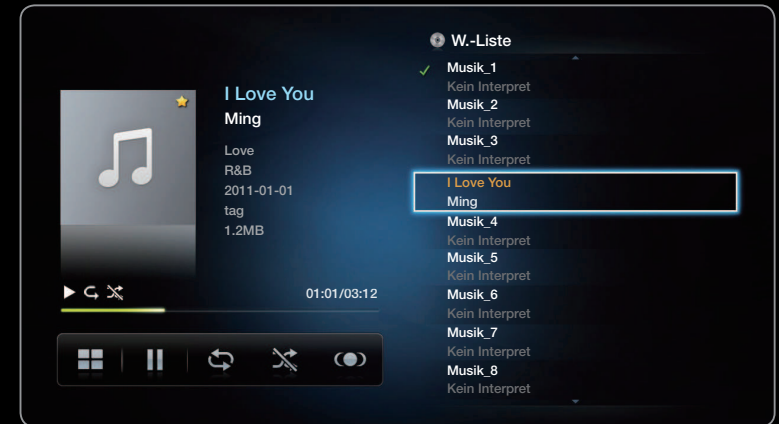 I Love You
Ming
Love
R&B
2011-01-01
tag
1.2MB
01:01/03:12
W.-Liste
Musik_1
Kein Interpret
Musik_2
Kein Interpret
Musik_3
Kein Interpret
I Love You
Ming
Musik_4
Kein Interpret
Musik_5
Kein Interpret
Musik_6
Kein Interpret
Musik_7
Kein Interpret
Musik_8
Kein Interpret